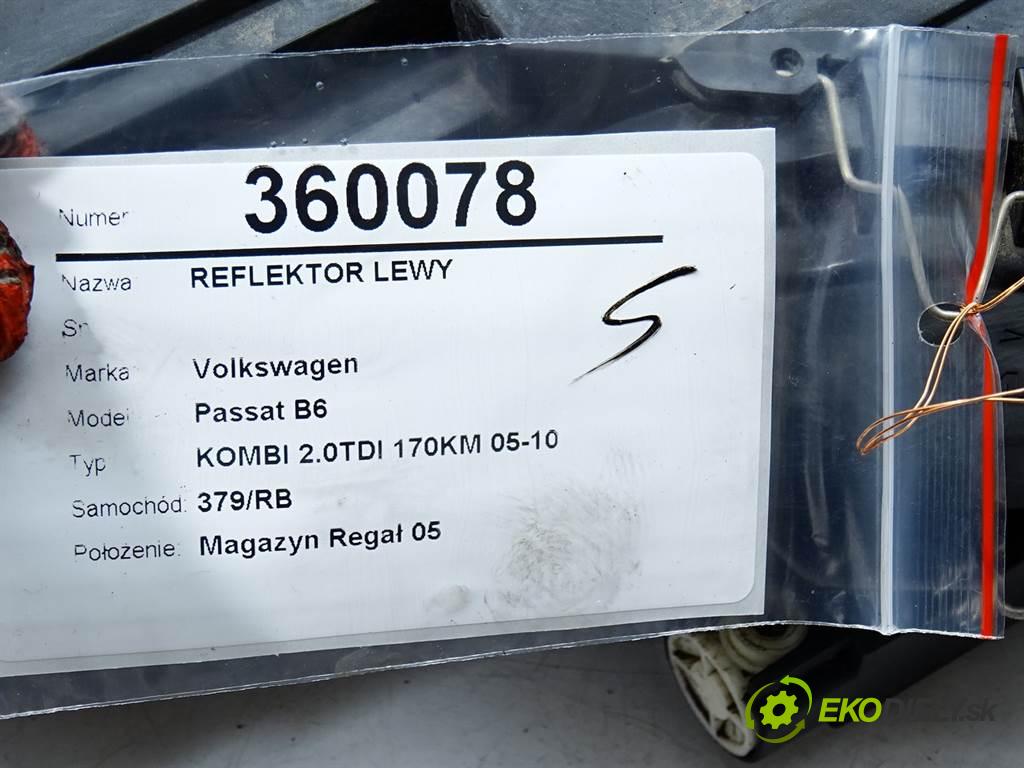 Numer 360078
Nazwa REFLEKTOR LEWY
Sn
Marka Volkswagen
Model Passat B6
Typ KOMBI 2.0TDI 170KM 05-10
Samochód: 379/RB
Położenie: Magazyn Regał 05
S
EKODIELY.sk